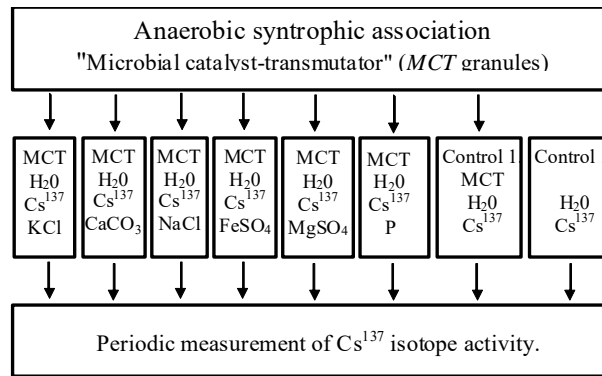 Anaerobic syntrophic association
"Microbial catalyst-transmutator" (MCT granules)
MCT
H₂0
Cs¹³⁷
KCl
MCT
H₂0
Cs¹³⁷
CaCO₃
MCT
H₂0
Cs¹³⁷
NaCl
MCT
H₂0
Cs¹³⁷
FeSO₄
MCT
H₂0
Cs¹³⁷
MgSO₄
MCT
H₂0
Cs¹³⁷
P
Control 1.
MCT
H₂0
Cs¹³⁷
Control
H₂0
Cs¹³⁷
Periodic measurement of Cs¹³⁷ isotope activity.